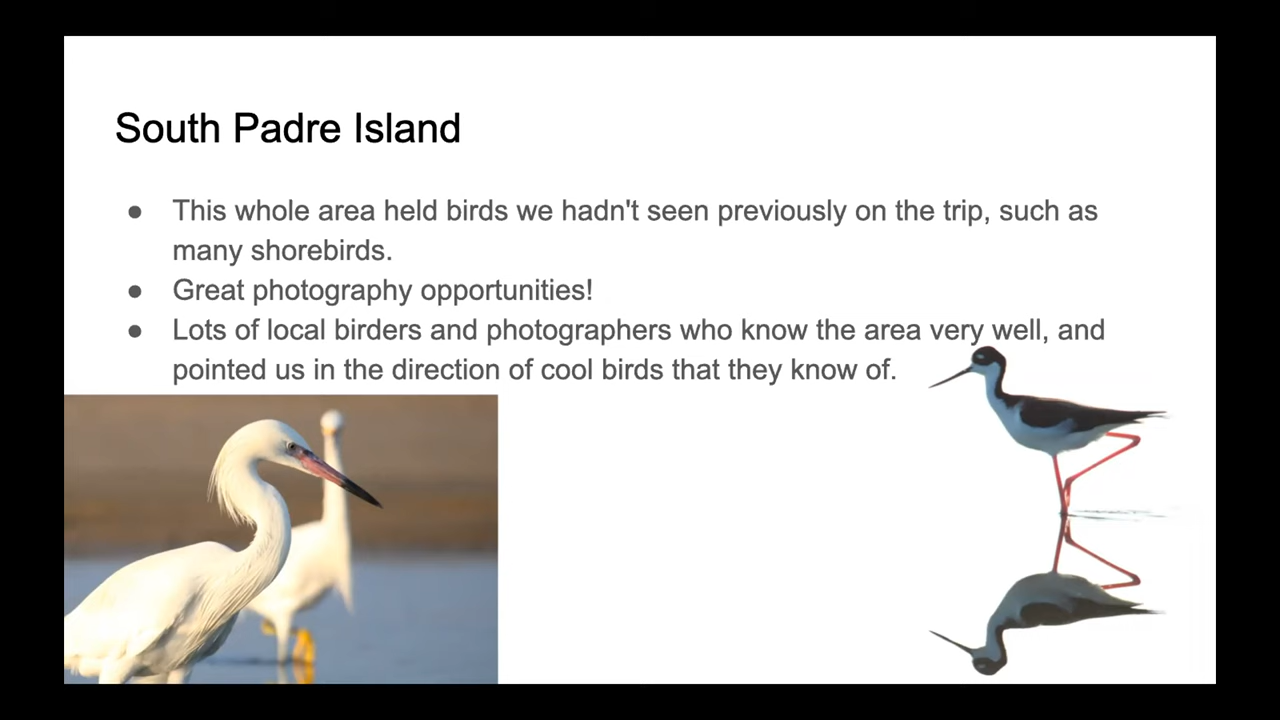 South Padre Island
● This whole area held birds we hadn't seen previously on the trip, such as
many shorebirds.
● Great photography opportunities!
● Lots of local birders and photographers who know the area very well, and
pointed us in the direction of cool birds that they know of.